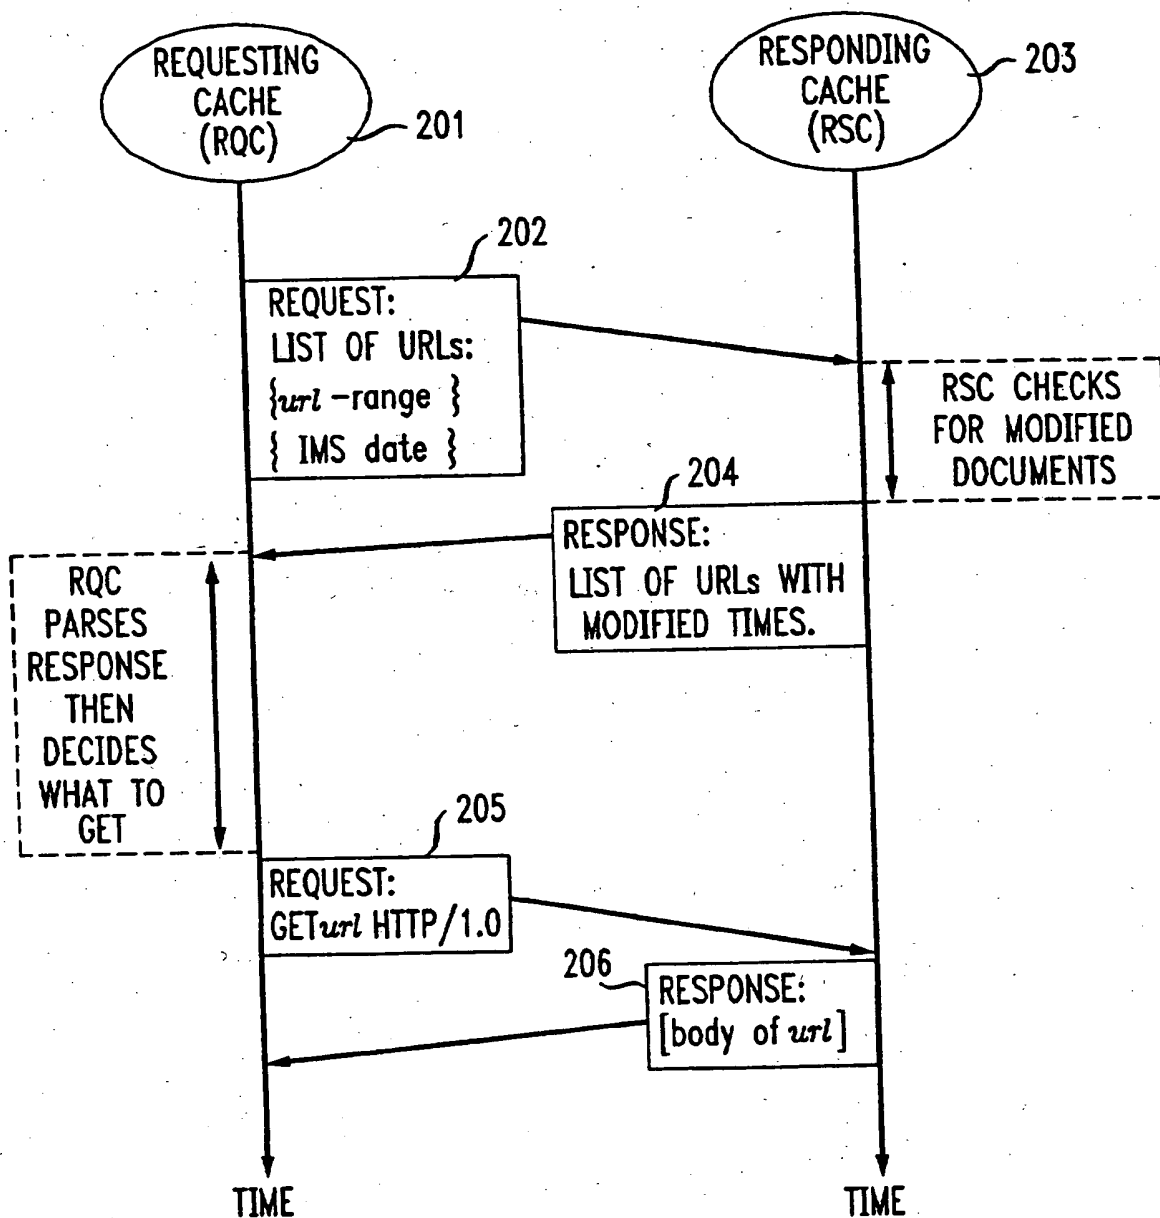 REQUESTING
CACHE
(RQC)
201
RESPONDING
CACHE
(RSC)
203
202
REQUEST:
LIST OF URLs:
{url-range }
{ IMS date }
RSC CHECKS
FOR MODIFIED
DOCUMENTS
204
RESPONSE:
LIST OF URLs WITH
MODIFIED TIMES.
RQC
PARSES
RESPONSE
THEN
DECIDES
WHAT TO
GET
205
REQUEST:
GETurl HTTP/1.0
206
RESPONSE:
[body of url]
TIME
TIME